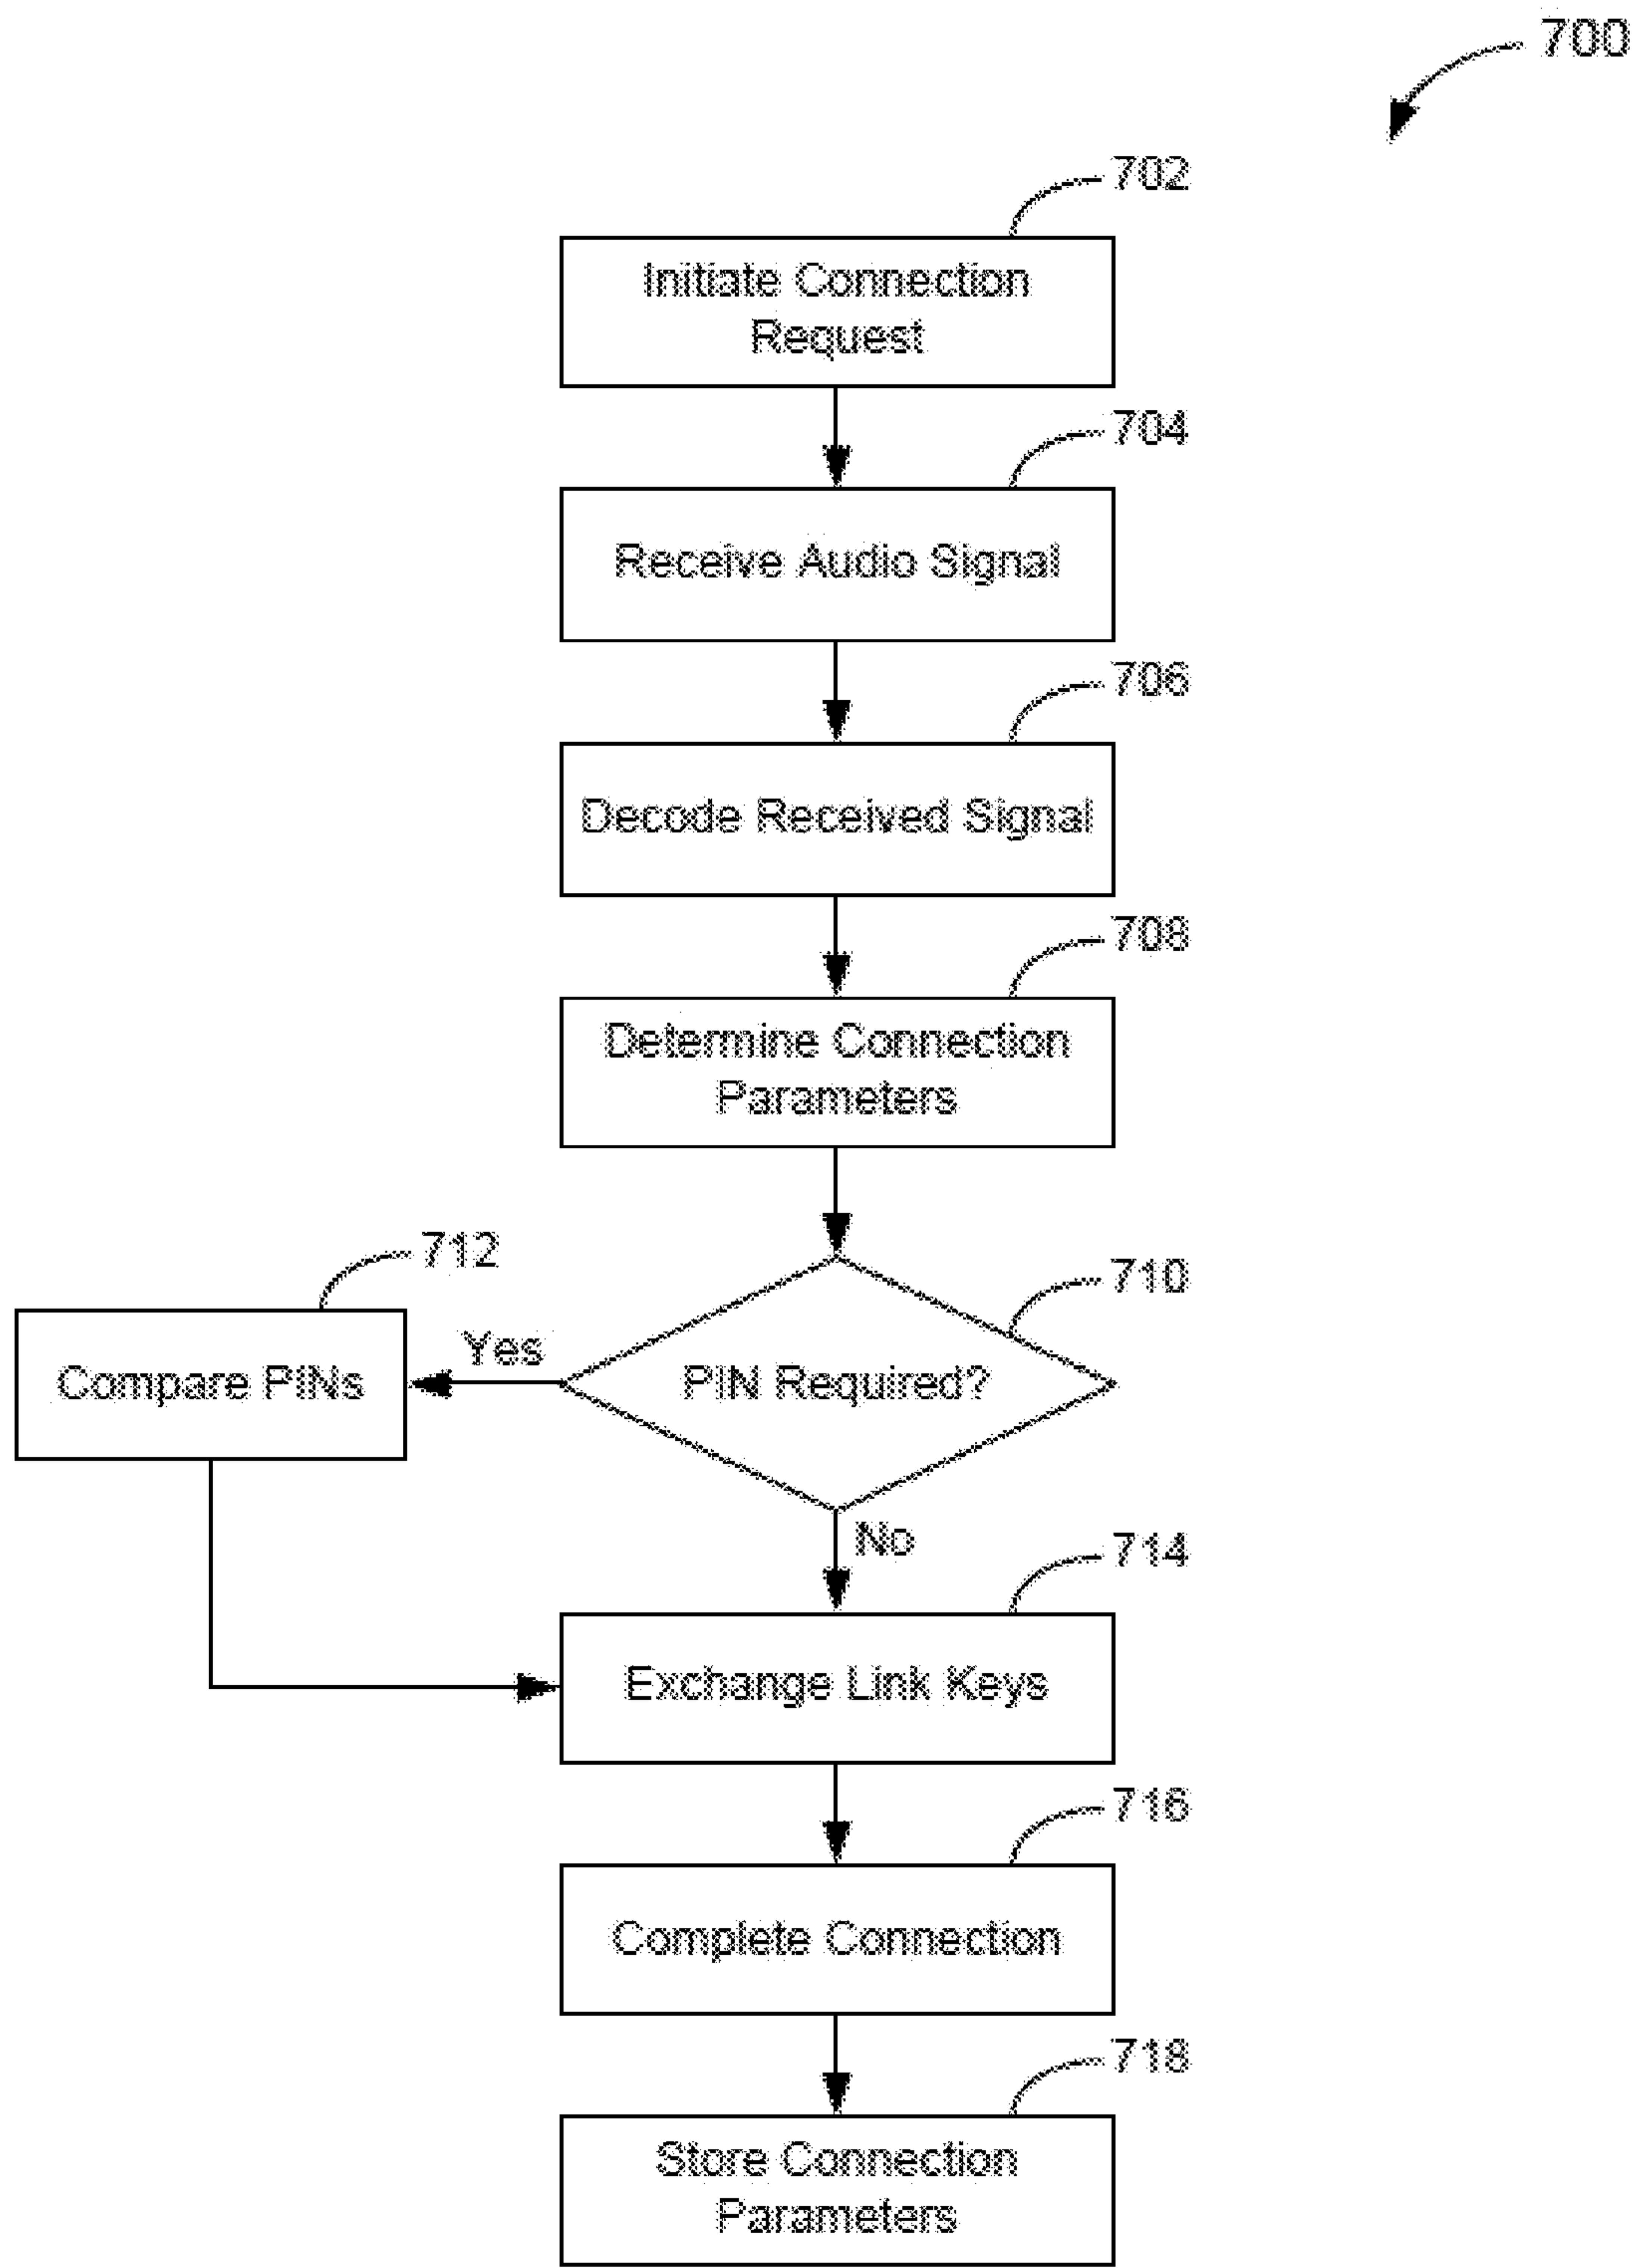 700
702
Initiate Connection
Request
704
Receive Audio Signal
706
Decode Received Signal
708
Determine Connection
Parameters
712
710
Yes
Compare PINs
PIN Required?
No
714
Exchange Link Keys
716
Complete Connection
718
Store Connection
Parameters